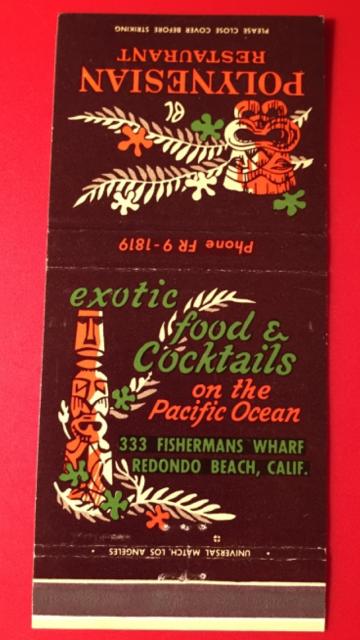 PLEASE CLOSE COVER BEFORE STRIKING
POLYNESIAN
RESTAURANT
Phone FR 9-1819
exotic
food &
Cocktails
on the
Pacific Ocean
333 FISHERMANS WHARF
REDONDO BEACH, CALIF.
• UNIVERSAL MATCH, LOS ANGELES •